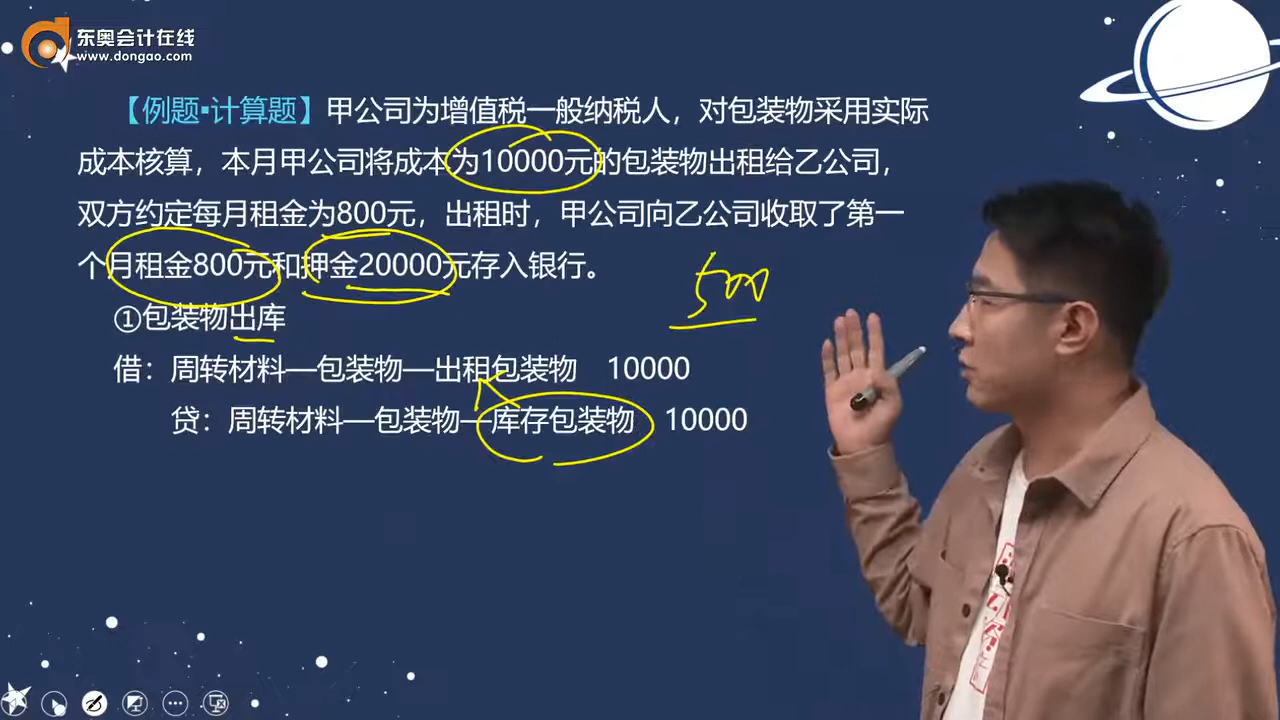 东奥会计在线
www.dongao.com
【例题▪计算题】甲公司为增值税一般纳税人，对包装物采用实际
成本核算，本月甲公司将成本为10000元的包装物出租给乙公司，
双方约定每月租金为800元，出租时，甲公司向乙公司收取了第一
个月租金800元和押金20000元存入银行。
500
①包装物出库
借：周转材料—包装物—出租包装物 10000
贷：周转材料—包装物—库存包装物 10000